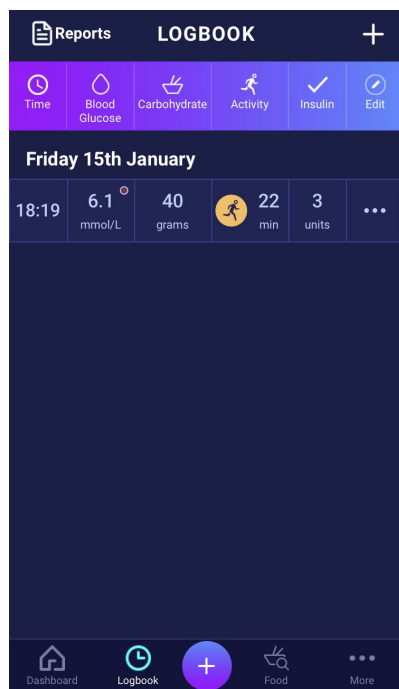 Reports LOGBOOK
Time Blood Glucose Carbohydrate Activity Insulin Edit
Friday 15th January
18:19 6.1 mmol/L 40 grams 22 min 3 units
Dashboard Logbook Food More